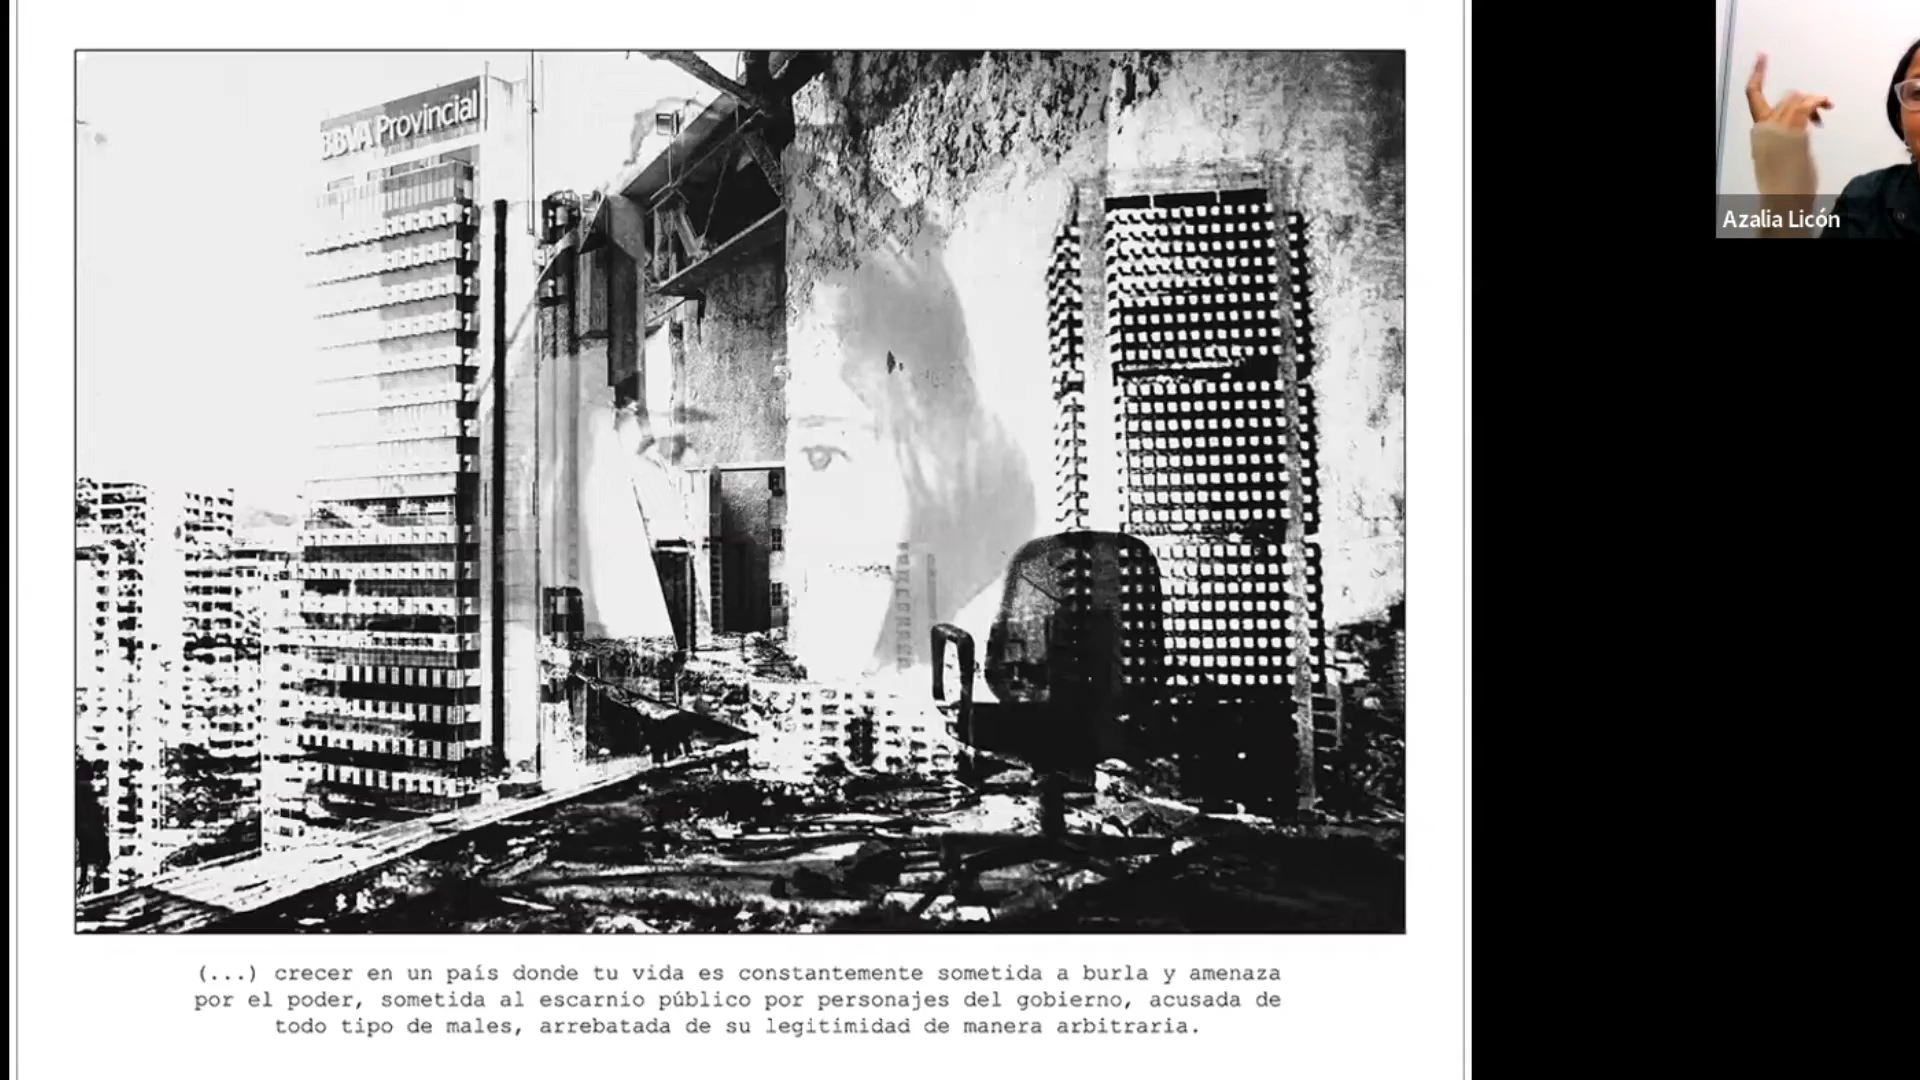 BBVA Provincial
Azalia Licón
(...) crecer en un país donde tu vida es constantemente sometida a burla y amenaza
por el poder, sometida al escarnio público por personajes del gobierno, acusada de
todo tipo de males, arrebatada de su legitimidad de manera arbitraria.